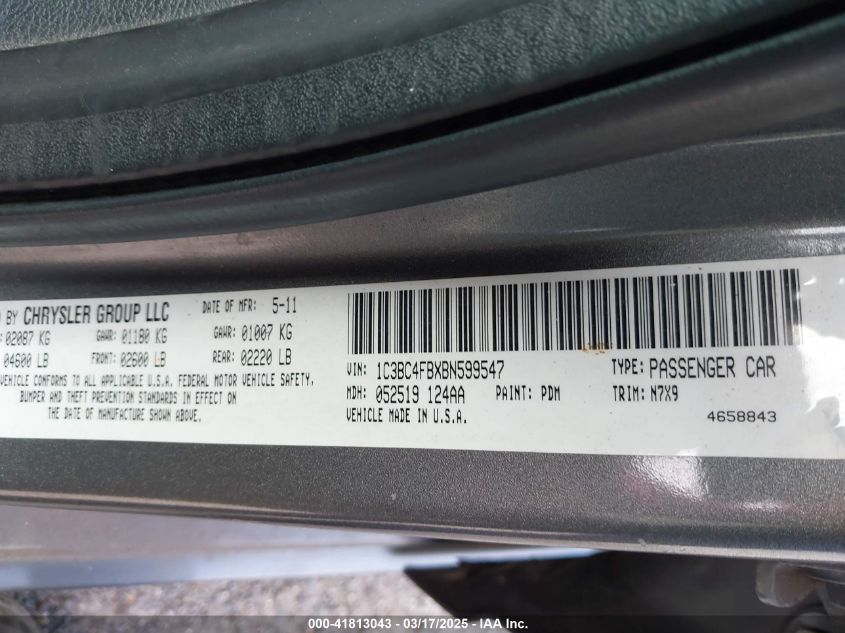 BY CHRYSLER GROUP LLC DATE OF MFR: 5-11
02087 KG GAWR: 01180 KG GAWR: 01007 KG
04600 LB FRONT: 02600 LB REAR: 02220 LB
VEHICLE CONFORMS TO ALL APPLICABLE U.S.A. FEDERAL MOTOR VEHICLE SAFETY,
BUMPER AND THEFT PREVENTION STANDARDS IN EFFECT ON
THE DATE OF MANUFACTURE SHOWN ABOVE.
VIN: 1C3BC4FBXBN599547 TYPE: PASSENGER CAR
MDH: 052519 124AA PAINT: PDM TRIM: N7X9
VEHICLE MADE IN U.S.A. 4658843
000-41813043 - 03/17/2025 - IAA Inc.